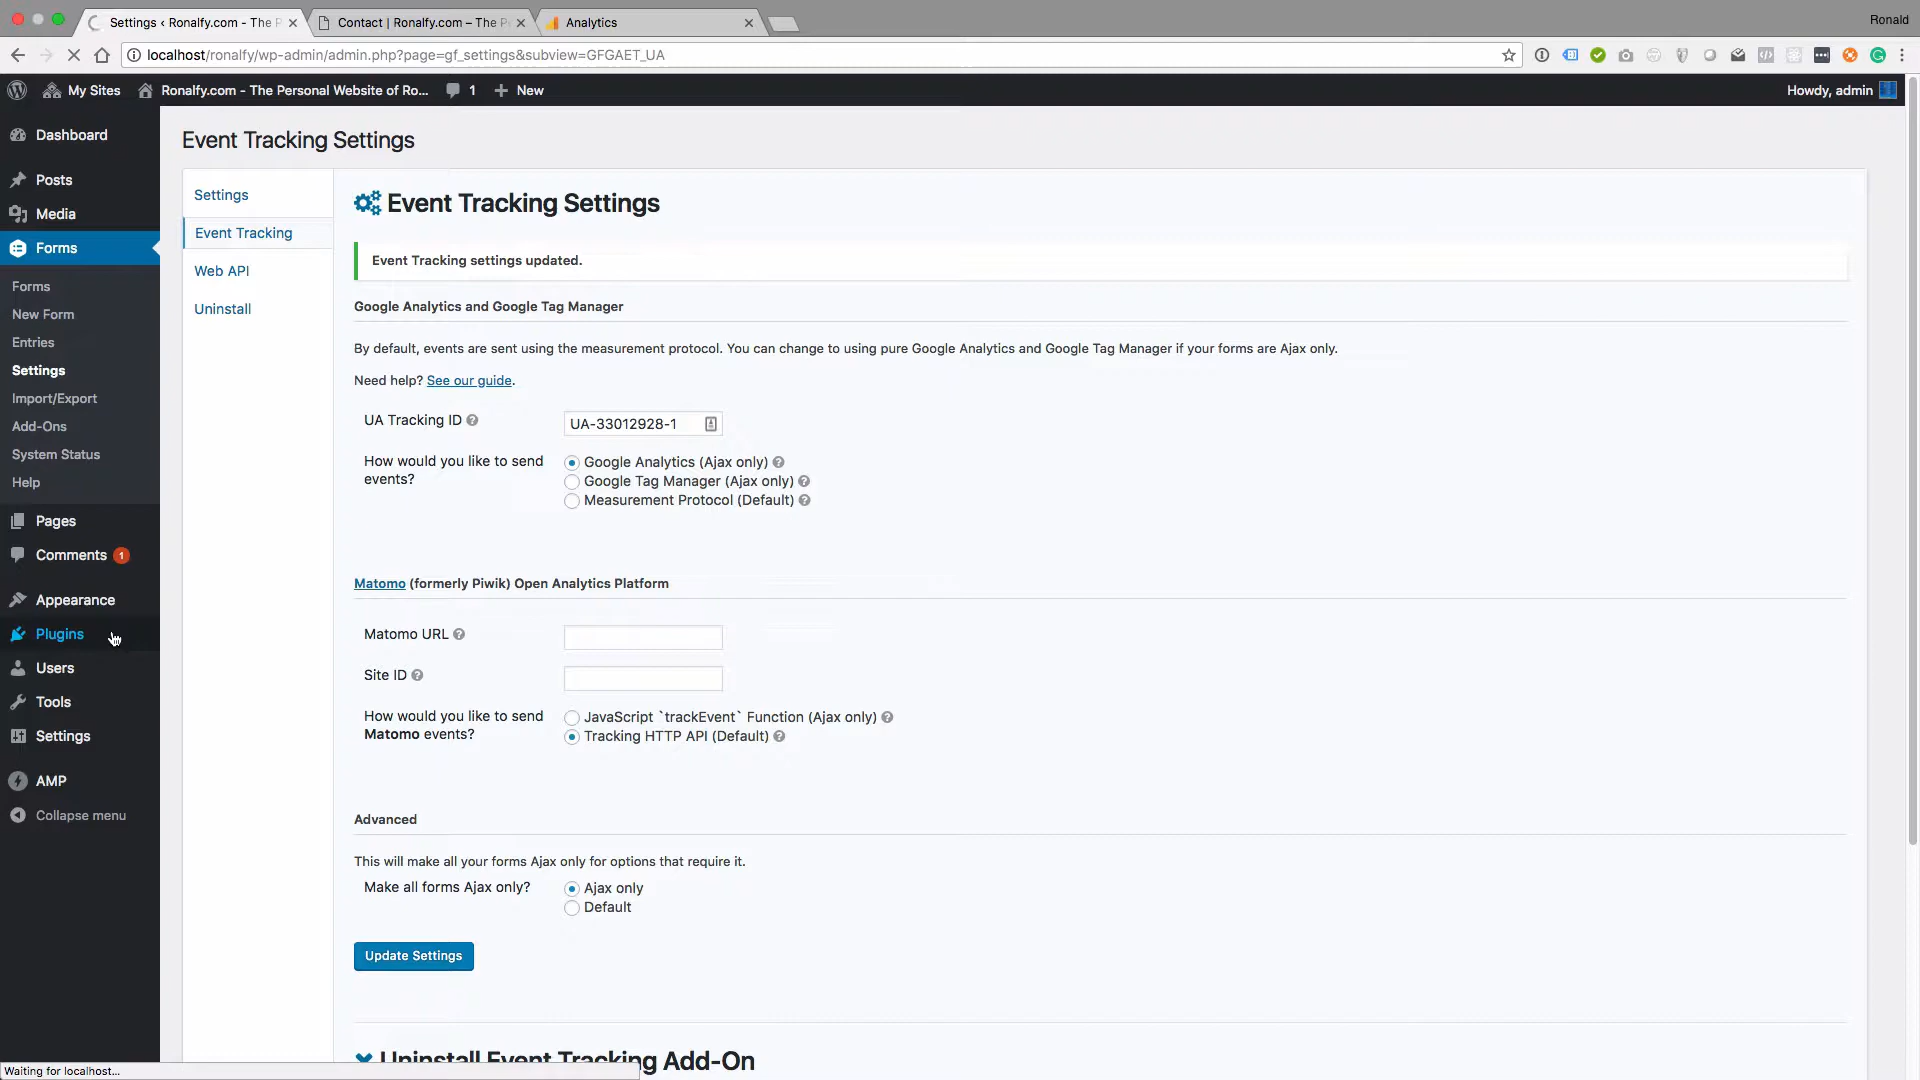 Settings ‹ Ronalfy.com – The P
Contact | Ronalfy.com – The P
Analytics
Ronald
localhost/ronalfy/wp-admin/admin.php?page=gf_settings&subview=GFGAET_UA
My Sites
Ronalfy.com - The Personal Website of Ro...
1
New
Howdy, admin
Dashboard
Posts
Media
Forms
Forms
New Form
Entries
Settings
Import/Export
Add-Ons
System Status
Help
Pages
Comments 1
Appearance
Plugins
Users
Tools
Settings
AMP
Collapse menu
Event Tracking Settings
Settings
Event Tracking
Web API
Uninstall
Event Tracking Settings
Event Tracking settings updated.
Google Analytics and Google Tag Manager
By default, events are sent using the measurement protocol. You can change to using pure Google Analytics and Google Tag Manager if your forms are Ajax only.
Need help? See our guide.
UA Tracking ID
UA-33012928-1
How would you like to send
events?
Google Analytics (Ajax only)
Google Tag Manager (Ajax only)
Measurement Protocol (Default)
Matomo (formerly Piwik) Open Analytics Platform
Matomo URL
Site ID
How would you like to send
Matomo events?
JavaScript `trackEvent` Function (Ajax only)
Tracking HTTP API (Default)
Advanced
This will make all your forms Ajax only for options that require it.
Make all forms Ajax only?
Ajax only
Default
Update Settings
Uninstall Event Tracking Add-On
Waiting for localhost...